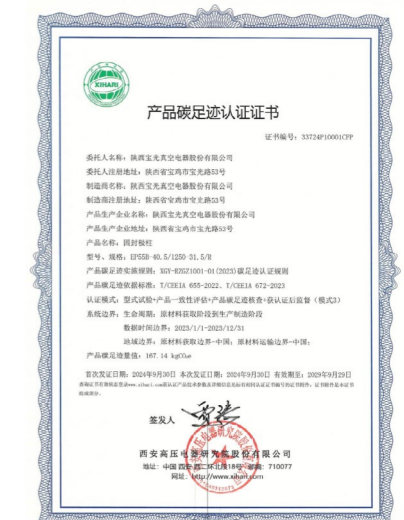 XIHARI
产品碳足迹认证证书
证书编号：33724P10001CFP
委托人名称：陕西宝光真空电器股份有限公司
委托人注册地址：陕西省宝鸡市宝光路53号
制造商名称：陕西宝光真空电器股份有限公司
制造商注册地址：陕西省宝鸡市宝光路53号
产品生产企业名称：陕西宝光真空电器股份有限公司
产品生产企业地址：陕西省宝鸡市宝光路53号
产品名称：固封极柱
型号、规格：EP55B-40.5/1250-31.5/H
产品碳足迹实施规则：XGY-RZGZ1001-01(2023)碳足迹认证规则
产品碳足迹依据标准：T/CEEIA 655-2022、T/CEEIA 672-2023
认证模式：型式试验+产品一致性评估+产品碳足迹核查+获认证后监督（模式3）
系统边界：生命周期：原材料获取阶段到生产制造阶段
数据时间边界：2023/1/1-2023/12/31
地域边界：原材料获取边界-中国；原材料运输边界-中国；
产品碳足迹量值：167.14 kgCO₂e
首次发证日期：2024年9月30日 本次发证日期：2024年9月30日 有效期至：2029年9月29日
签发人
西安高压电器研究院股份有限公司
地址：中国 西安 西二环北段18号 邮编：710077
网址：http://www.xihari.com